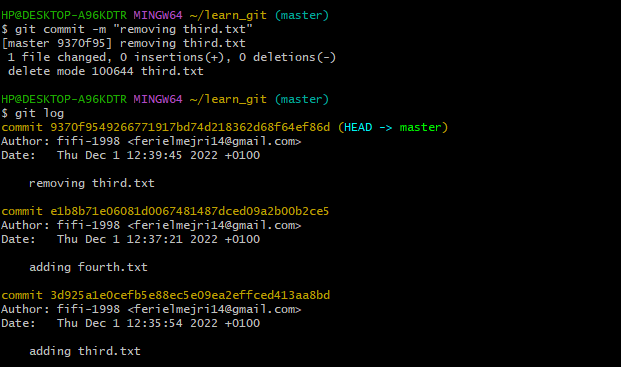 HP@DESKTOP-A96KDTR MINGW64 ~/learn_git (master)
$ git commit -m "removing third.txt"
[master 9370f95] removing third.txt
 1 file changed, 0 insertions(+), 0 deletions(-)
 delete mode 100644 third.txt

HP@DESKTOP-A96KDTR MINGW64 ~/learn_git (master)
$ git log
commit 9370f9549266771917bd74d218362d68f64ef86d (HEAD -> master)
Author: fifi-1998 <ferielmejri14@gmail.com>
Date:   Thu Dec 1 12:39:45 2022 +0100

    removing third.txt

commit e1b8b71e06081d0067481487dced09a2b00b2ce5
Author: fifi-1998 <ferielmejri14@gmail.com>
Date:   Thu Dec 1 12:37:21 2022 +0100

    adding fourth.txt

commit 3d925a1e0cefb5e88ec5e09ea2effced413aa8bd
Author: fifi-1998 <ferielmejri14@gmail.com>
Date:   Thu Dec 1 12:35:54 2022 +0100

    adding third.txt